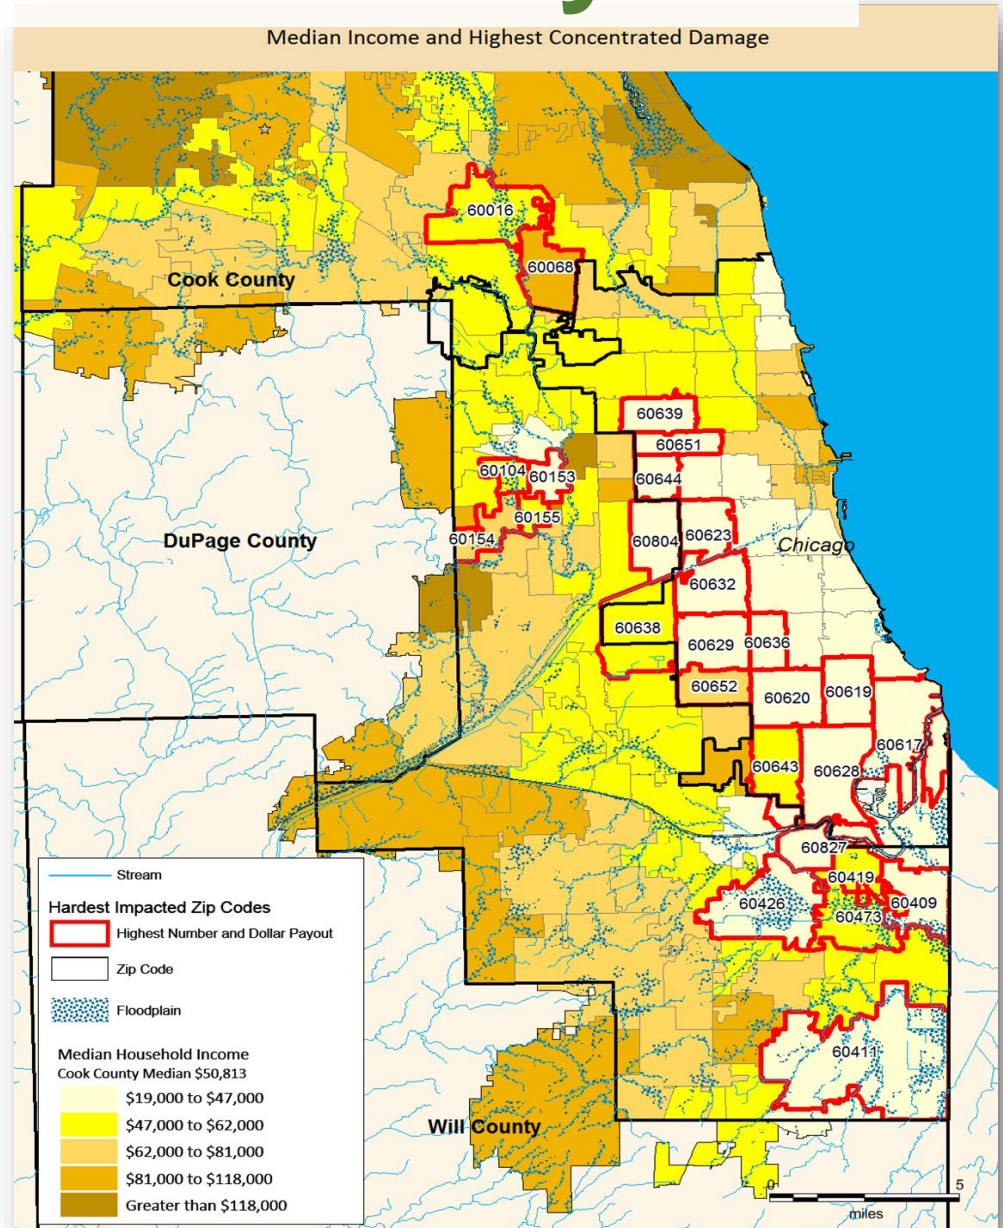 Median Income and Highest Concentrated Damage
60016
60068
Cook County
60639
60651
60104
60153
60644
60155
60154
60804
60623
DuPage County
Chicago
60632
60638
60629
60636
60652
60620
60619
60617
60643
60628
60827
60419
60426
60473
60409
60411
Will County
Stream
Hardest Impacted Zip Codes
Highest Number and Dollar Payout
Zip Code
Floodplain
Median Household Income
Cook County Median $50,813
$19,000 to $47,000
$47,000 to $62,000
$62,000 to $81,000
$81,000 to $118,000
Greater than $118,000
0 5
miles